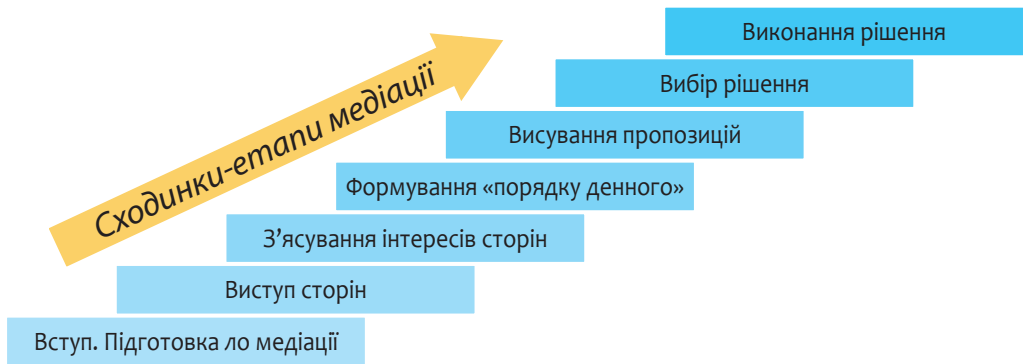 Виконання рішення
Вибір рішення
Висування пропозицій
Формування «порядку денного»
З’ясування інтересів сторін
Виступ сторін
Вступ. Підготовка ло медіації
Сходинки-етапи медіації